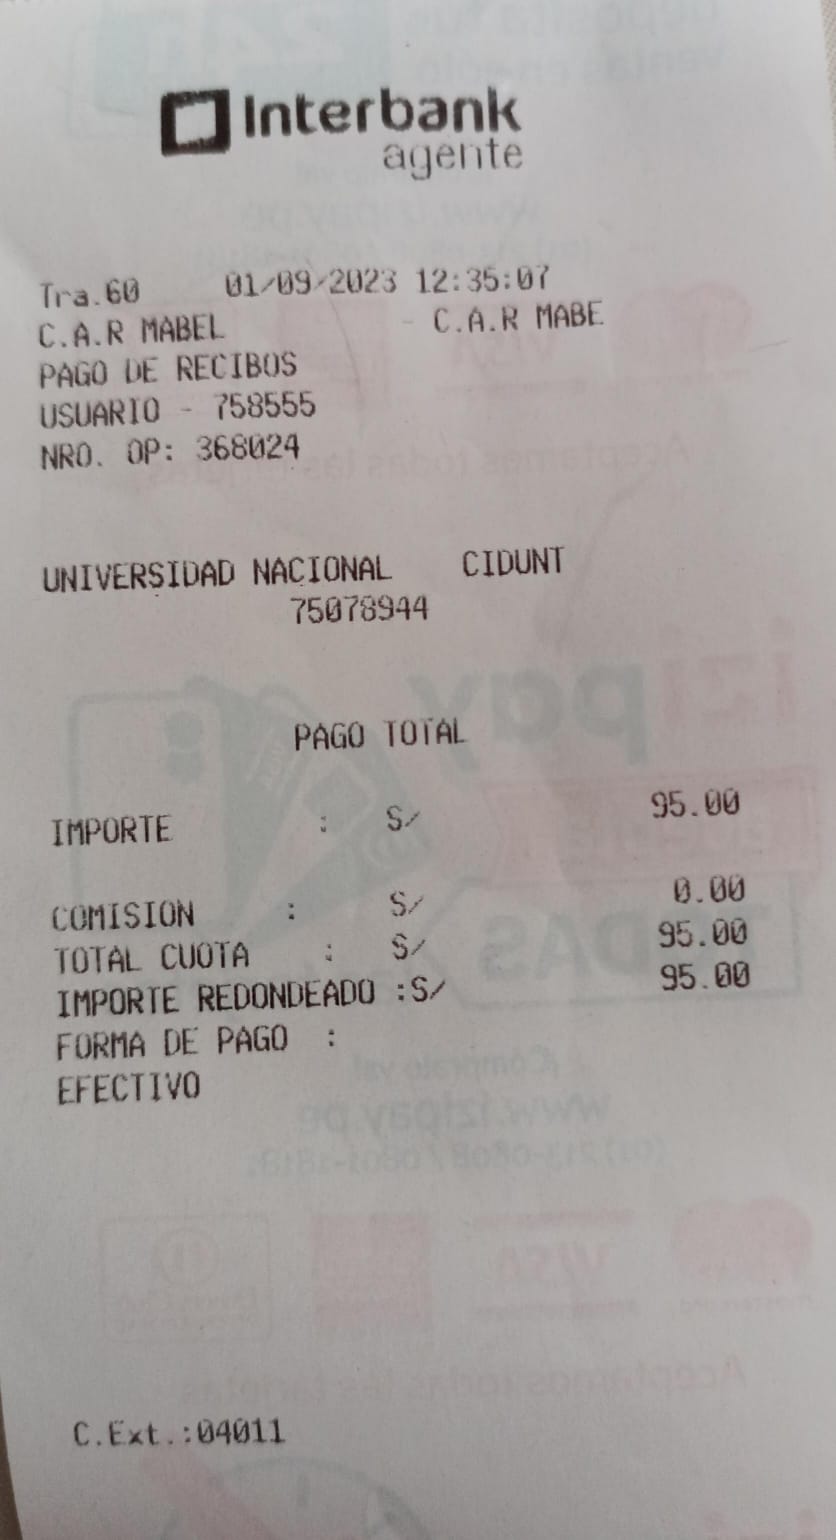 Interbank
agente
Tra.60 01/09/2023 12:35:07
C.A.R MABEL - C.A.R MABE
PAGO DE RECIBOS
USUARIO - 758555
NRO. OP: 368024
UNIVERSIDAD NACIONAL CIDUNT
75078944
PAGO TOTAL
IMPORTE : S/ 95.00
COMISION : S/ 0.00
TOTAL CUOTA : S/ 95.00
IMPORTE REDONDEADO :S/ 95.00
FORMA DE PAGO :
EFECTIVO
C.Ext.:04011